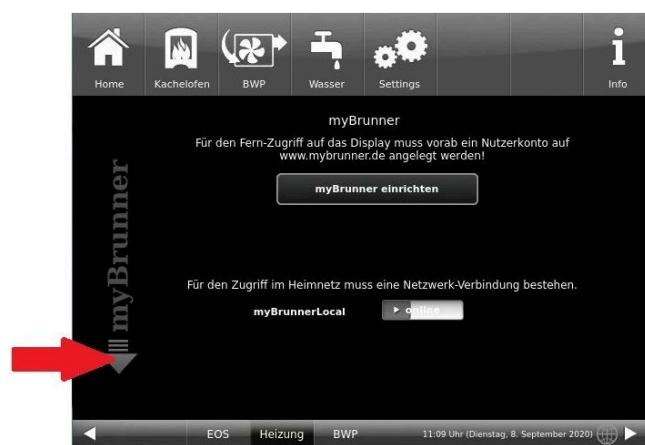 Home Kachelofen BWP Wasser Settings Info
myBrunner
Für den Fern-Zugriff auf das Display muss vorab ein Nutzerkonto auf
www.mybrunner.de angelegt werden!
myBrunner einrichten
myBrunner
Für den Zugriff im Heimnetz muss eine Netzwerk-Verbindung bestehen.
myBrunnerLocal online
EOS Heizung BWP 11:09 Uhr (Dienstag, 8. September 2020)